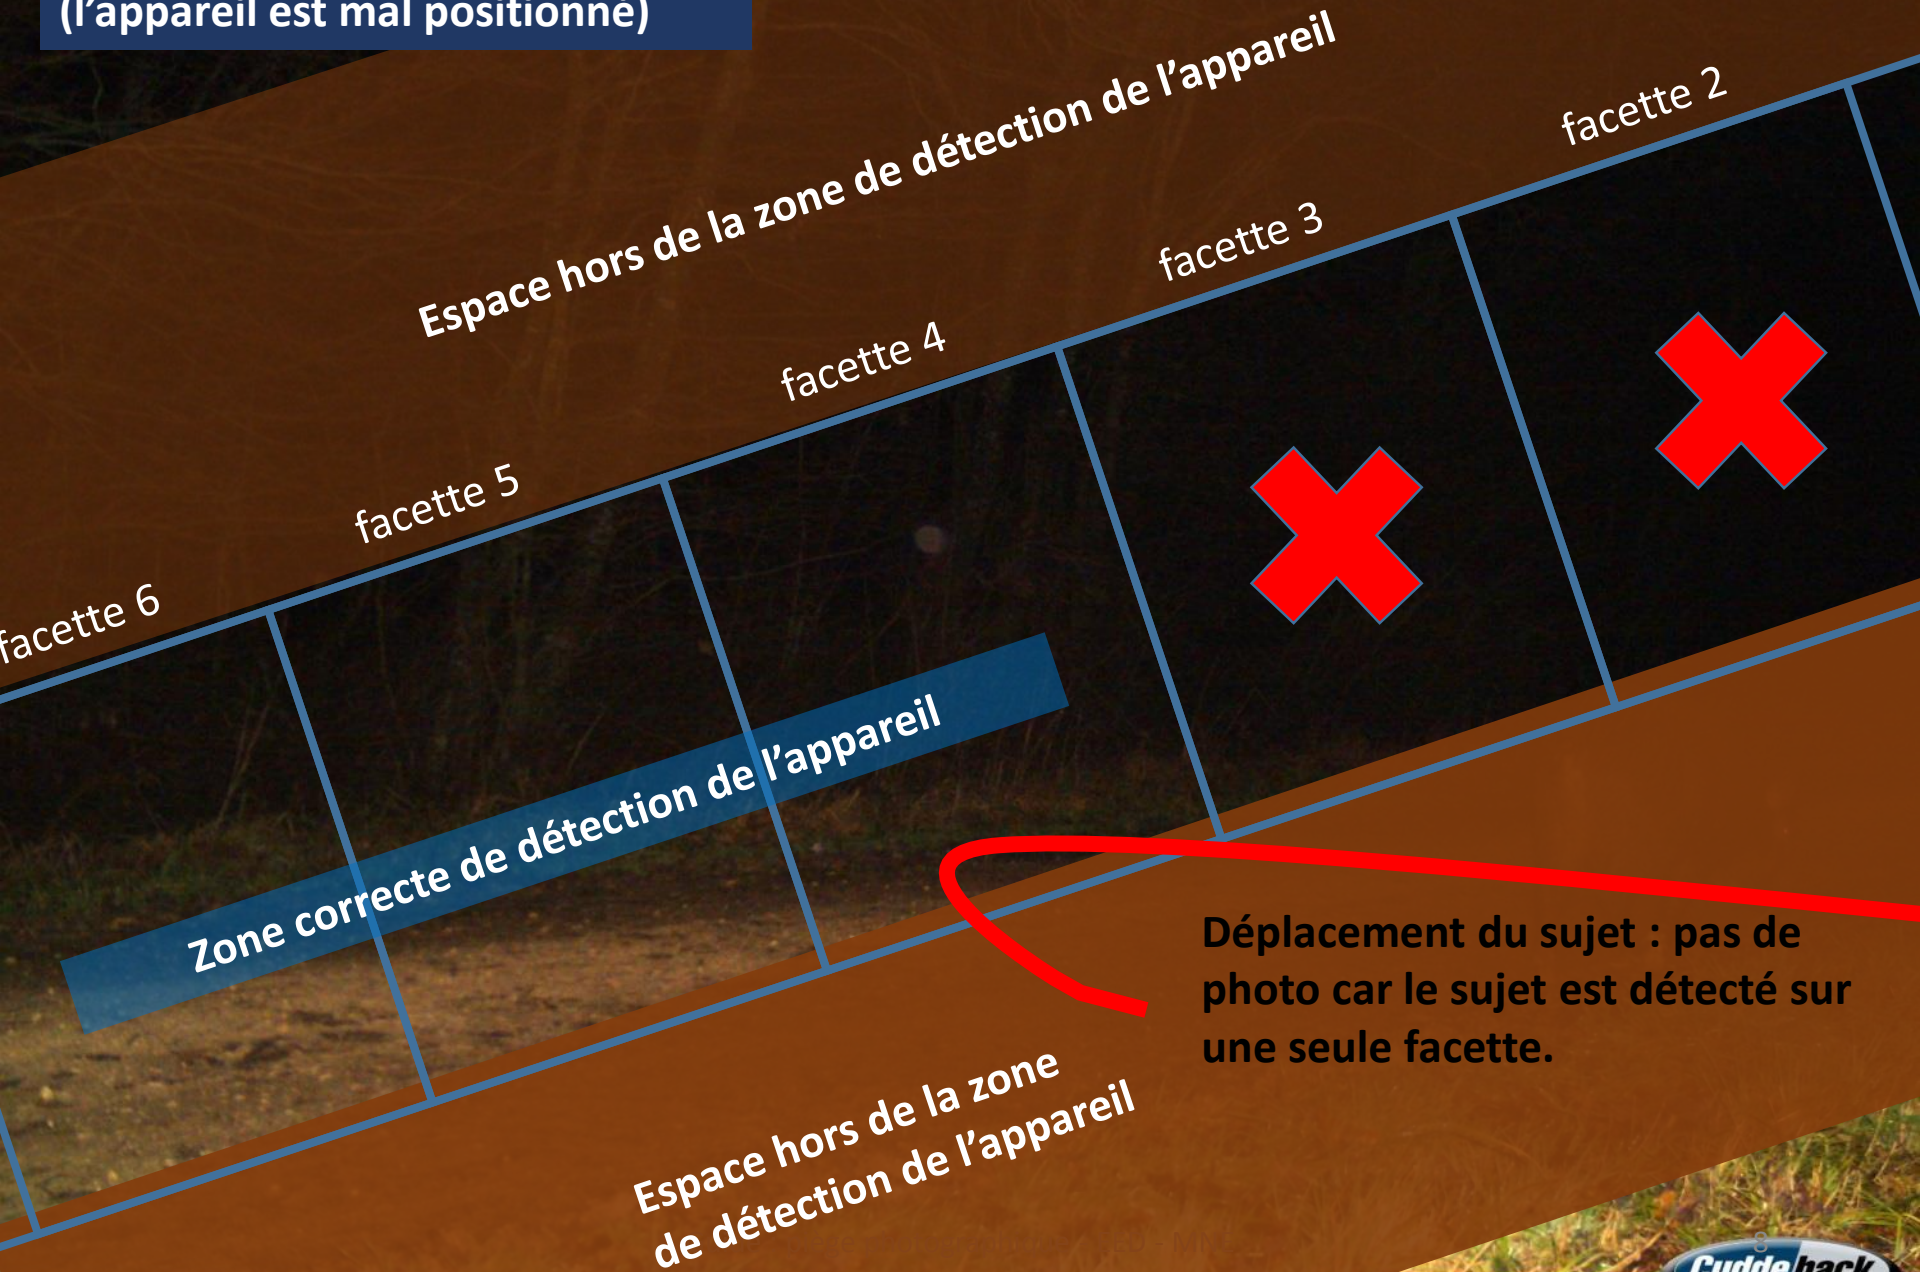 (l'appareil est mal positionné)
Espace hors de la zone de détection de l'appareil
facette 2
facette 3
facette 4
facette 5
facette 6
Zone correcte de détection de l'appareil
Déplacement du sujet : pas de
photo car le sujet est détecté sur
une seule facette.
Espace hors de la zone
de détection de l'appareil
8
Cuddeback